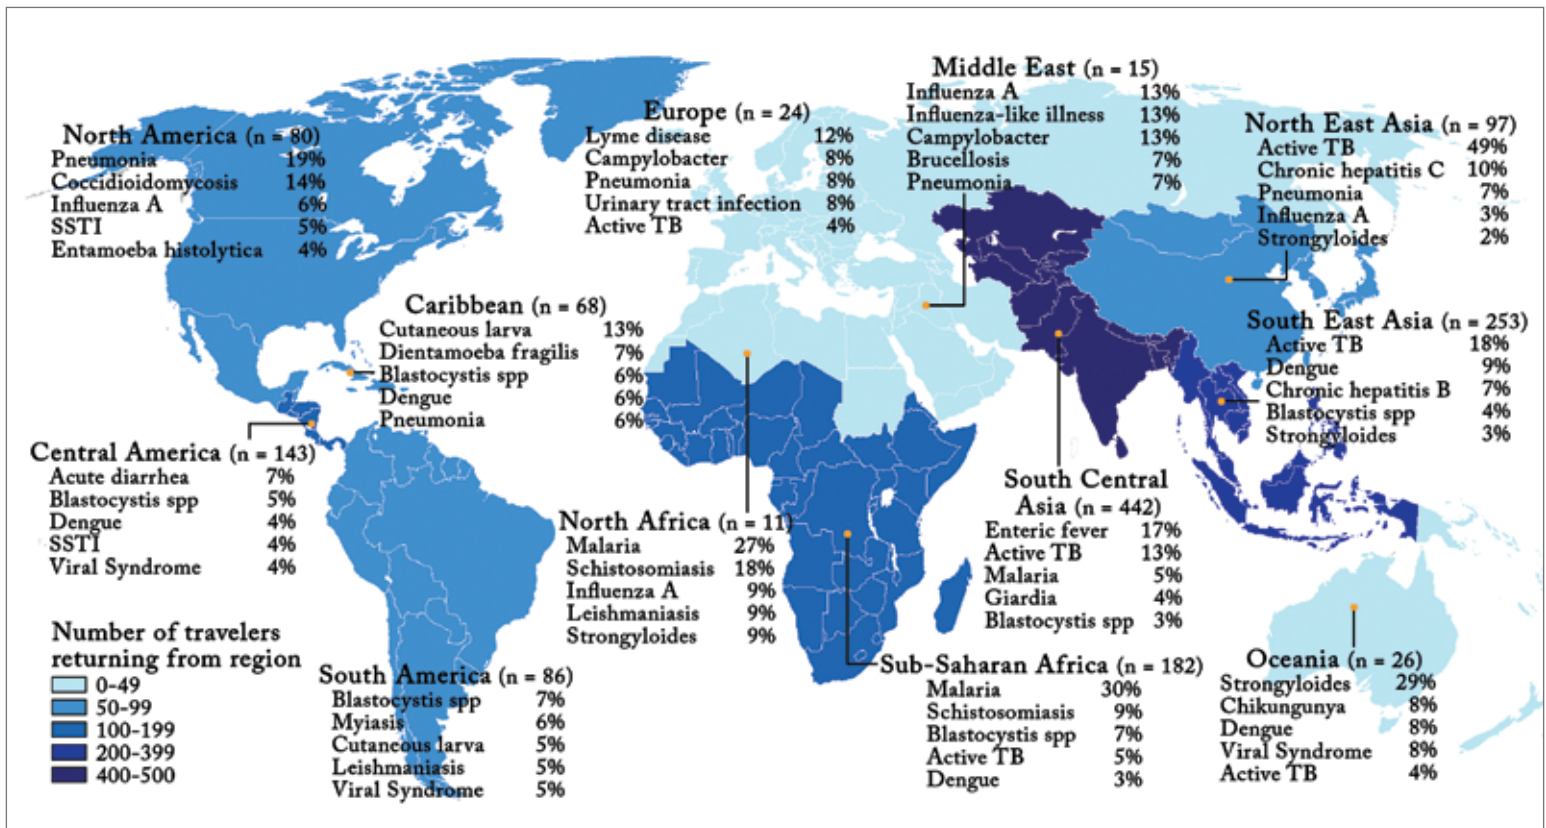 North America (n = 80)
Pneumonia 19%
Coccidioidomycosis 14%
Influenza A 6%
SSTI 5%
Entamoeba histolytica 4%
Europe (n = 24)
Lyme disease 12%
Campylobacter 8%
Pneumonia 8%
Urinary tract infection 8%
Active TB 4%
Middle East (n = 15)
Influenza A 13%
Influenza-like illness 13%
Campylobacter 13%
Brucellosis 7%
Pneumonia 7%
North East Asia (n = 97)
Active TB 49%
Chronic hepatitis C 10%
Pneumonia 7%
Influenza A 3%
Strongyloides 2%
Caribbean (n = 68)
Cutaneous larva 13%
Dientamoeba fragilis 7%
Blastocystis spp 6%
Dengue 6%
Pneumonia 6%
South East Asia (n = 253)
Active TB 18%
Dengue 9%
Chronic hepatitis B 7%
Blastocystis spp 4%
Strongyloides 3%
Central America (n = 143)
Acute diarrhea 7%
Blastocystis spp 5%
Dengue 4%
SSTI 4%
Viral Syndrome 4%
North Africa (n = 11)
Malaria 27%
Schistosomiasis 18%
Influenza A 9%
Leishmaniasis 9%
Strongyloides 9%
South Central
Asia (n = 442)
Enteric fever 17%
Active TB 13%
Malaria 5%
Giardia 4%
Blastocystis spp 3%
Number of travelers
returning from region
0-49
50-99
100-199
200-399
400-500
South America (n = 86)
Blastocystis spp 7%
Myiasis 6%
Cutaneous larva 5%
Leishmaniasis 5%
Viral Syndrome 5%
Sub-Saharan Africa (n = 182)
Malaria 30%
Schistosomiasis 9%
Blastocystis spp 7%
Active TB 5%
Dengue 3%
Oceania (n = 26)
Strongyloides 29%
Chikungunya 8%
Dengue 8%
Viral Syndrome 8%
Active TB 4%